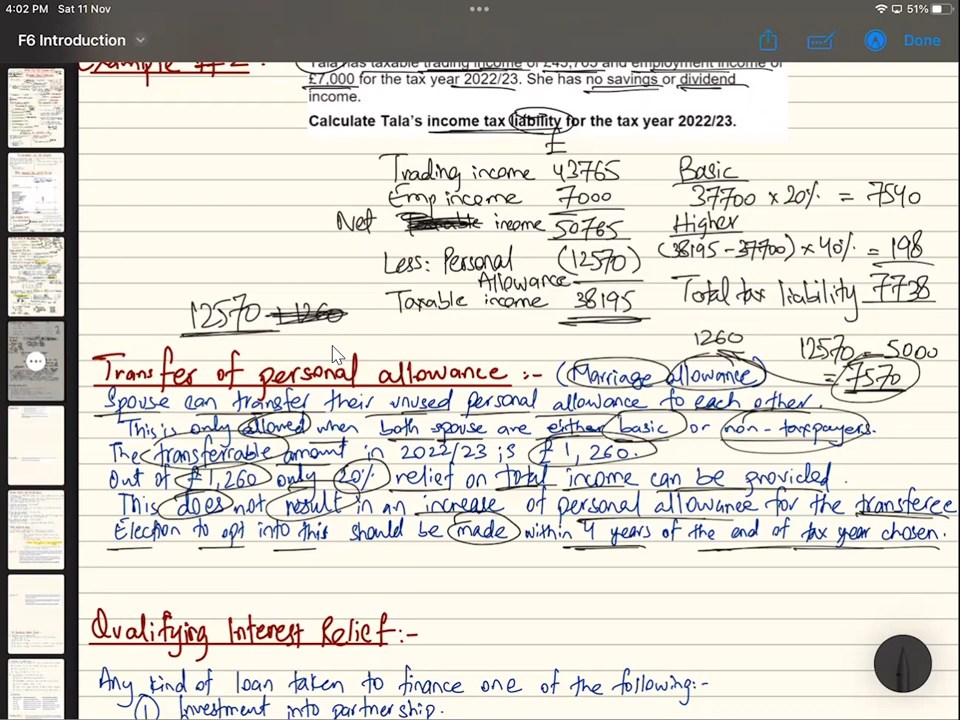 4:02 PM Sat 11 Nov
51%
F6 Introduction
Done
Example #2:
Tala has taxable trading income of £43,765 and employment income of
£7,000 for the tax year 2022/23. She has no savings or dividend
income.
Calculate Tala's income tax liability for the tax year 2022/23.
£
Trading income 43765
Emp income 7000
Net income 50765
Less: Personal Allowance (12570)
Taxable income 38195
Basic
37700 x 20% = 7540
Higher
(38195 - 37700) x 40% = 198
Total tax liability 7738
12570 + 1260
1260
12570 - 5000
= 7570
Transfer of personal allowance :- (Marriage allowance)
Spouse can transfer their unused personal allowance to each other.
This is only allowed when both spouse are either basic or non-taxpayers.
The transferrable amount in 2022/23 is £1,260.
Out of £1,260 only 20% relief on total income can be provided.
This does not result in an increase of personal allowance for the transferee
Election to opt into this should be made within 4 years of the end of tax year chosen.
Qualifying Interest Relief:-
Any kind of loan taken to finance one of the following:-
① Investment into partnership.